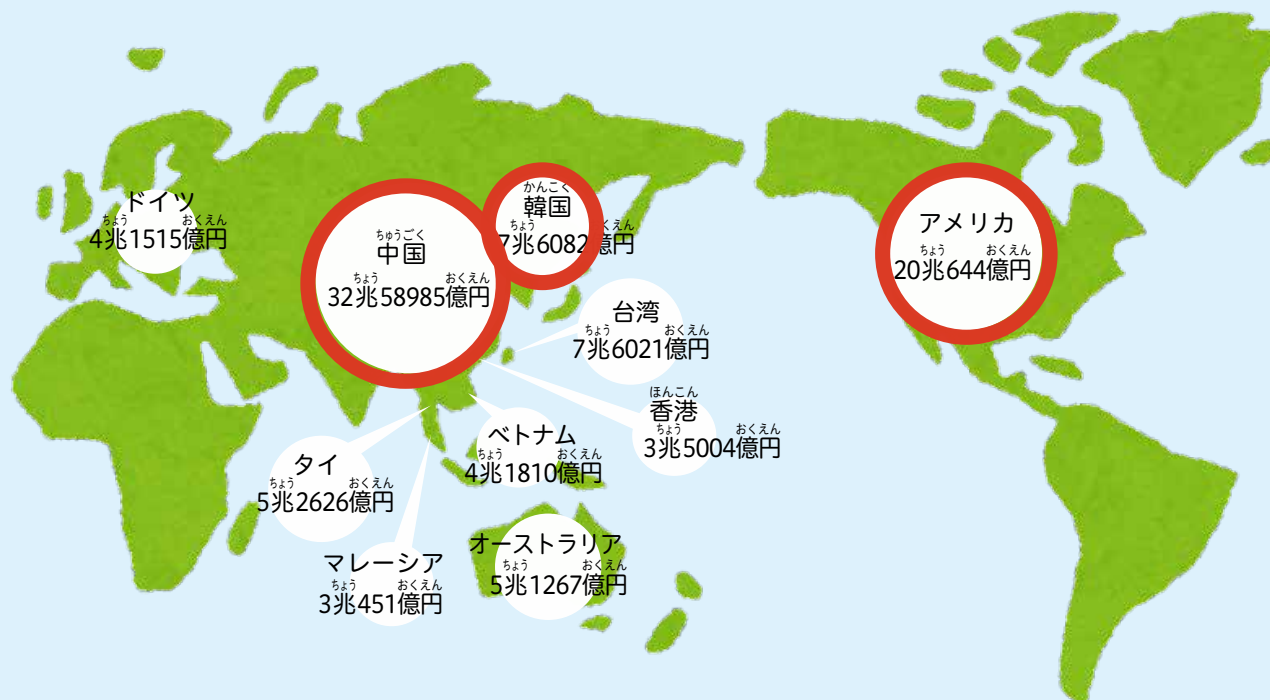 ドイツ
ちょう おくえん
4兆1515億円
ちゅうごく
中国
ちょう おくえん
32兆58985億円
かんこく
韓国
ちょう くえん
7兆6082億円
アメリカ
ちょう おくえん
20兆644億円
台湾
ちょう おくえん
7兆6021億円
ほんこん
香港
ちょう おくえん
3兆5004億円
ベトナム
ちょう おくえん
4兆1810億円
タイ
ちょう おくえん
5兆2626億円
マレーシア
ちょう おくえん
3兆451億円
オーストラリア
ちょう おくえん
5兆1267億円